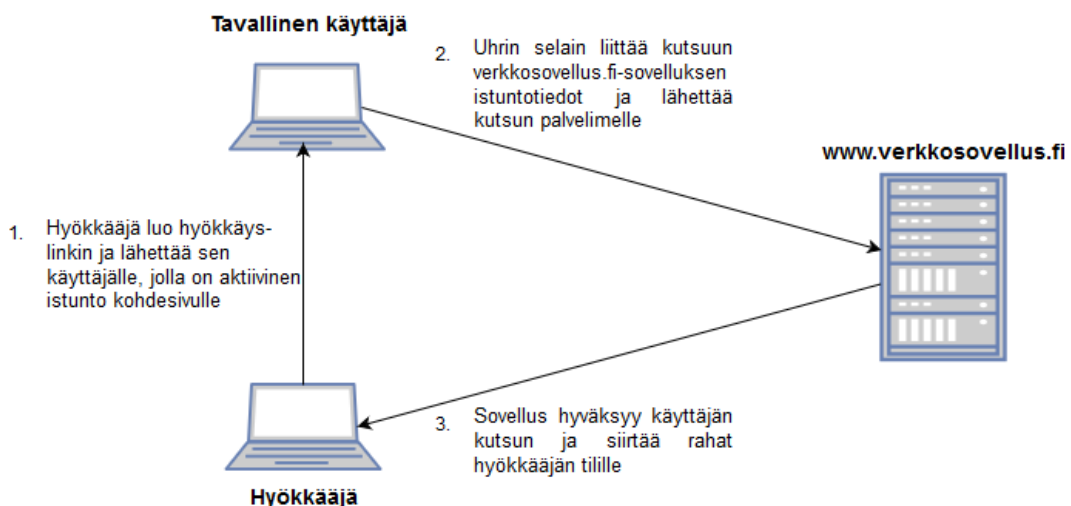 Tavallinen käyttäjä
2. Uhrin selain liittää kutsuun
verkkosovellus.fi-sovelluksen
istuntotiedot ja lähettää
kutsun palvelimelle
www.verkkosovellus.fi
1. Hyökkääjä luo hyökkäys-
linkin ja lähettää sen
käyttäjälle, jolla on aktiivinen
istunto kohdesivulle
3. Sovellus hyväksyy käyttäjän
kutsun ja siirtää rahat
hyökkääjän tilille
Hyökkääjä